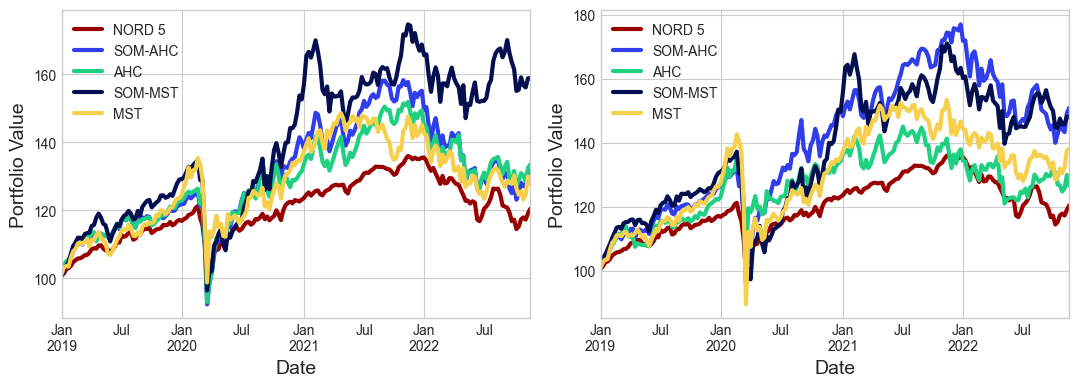 NORD 5
SOM-AHC
AHC
SOM-MST
MST
Portfolio Value
160
140
120
100
Jan
2019
Jul
Jan
2020
Jul
Jan
2021
Jul
Jan
2022
Jul
Date
NORD 5
SOM-AHC
AHC
SOM-MST
MST
Portfolio Value
180
160
140
120
100
Jan
2019
Jul
Jan
2020
Jul
Jan
2021
Jul
Jan
2022
Jul
Date